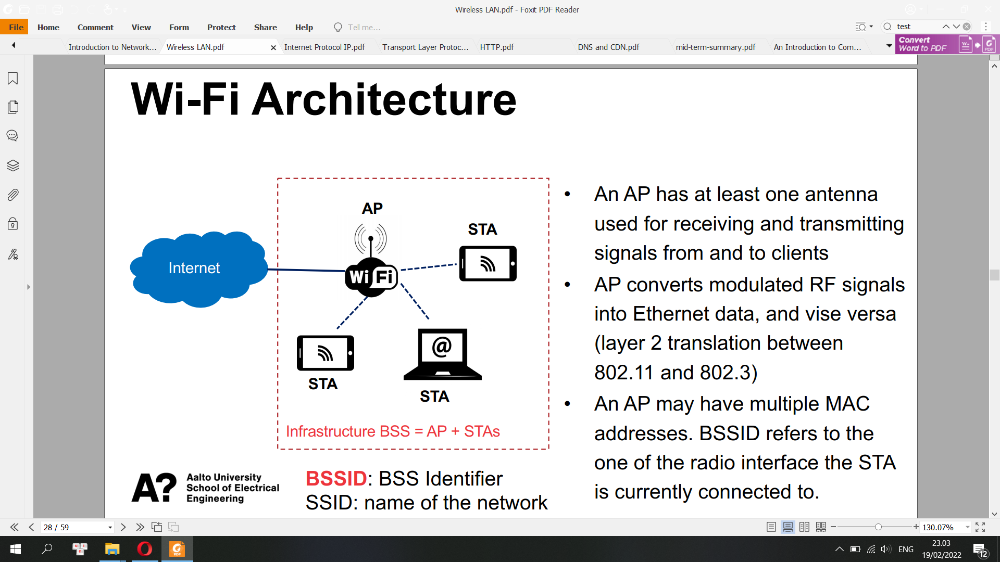 Wireless LAN.pdf - Foxit PDF Reader
File Home Comment View Form Protect Share Help Tell me... test
Introduction to Network... Wireless LAN.pdf Internet Protocol IP.pdf Transport Layer Protoc... HTTP.pdf DNS and CDN.pdf mid-term-summary.pdf An Introduction to Com...
Convert
Word to PDF
Wi-Fi Architecture
Internet
AP
Wi Fi
STA
STA
@
STA
Infrastructure BSS = AP + STAs
• An AP has at least one antenna
used for receiving and transmitting
signals from and to clients
• AP converts modulated RF signals
into Ethernet data, and vise versa
(layer 2 translation between
802.11 and 802.3)
• An AP may have multiple MAC
addresses. BSSID refers to the
one of the radio interface the STA
is currently connected to.
A?
Aalto University
School of Electrical
Engineering
BSSID: BSS Identifier
SSID: name of the network
28 / 59
130.07%
ENG
23.03
19/02/2022
12